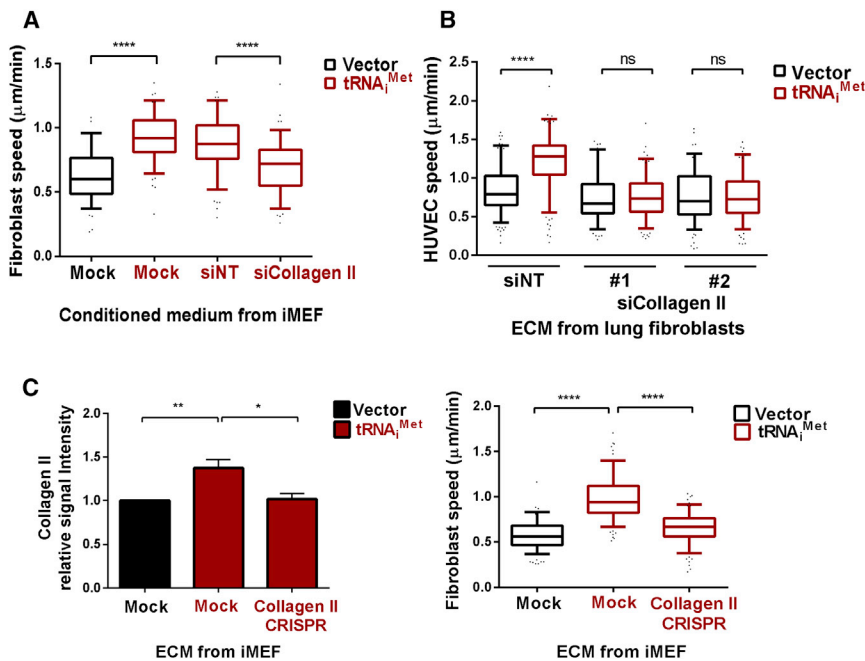 A
Fibroblast speed (μm/min)
1.5
1.0
0.5
0.0
****
****
Vector
tRNAiMet
Mock
Mock
siNT
siCollagen II
Conditioned medium from iMEF
B
HUVEC speed (μm/min)
2.5
2.0
1.5
1.0
0.5
0.0
****
ns
ns
Vector
tRNAiMet
siNT
#1
#2
siCollagen II
ECM from lung fibroblasts
C
Collagen II
relative signal Intensity
2.0
1.5
1.0
0.5
0.0
**
*
Vector
tRNAiMet
Mock
Mock
Collagen II
CRISPR
ECM from iMEF
Fibroblast speed (μm/min)
2.0
1.5
1.0
0.5
0.0
****
****
Vector
tRNAiMet
Mock
Mock
Collagen II
CRISPR
ECM from iMEF